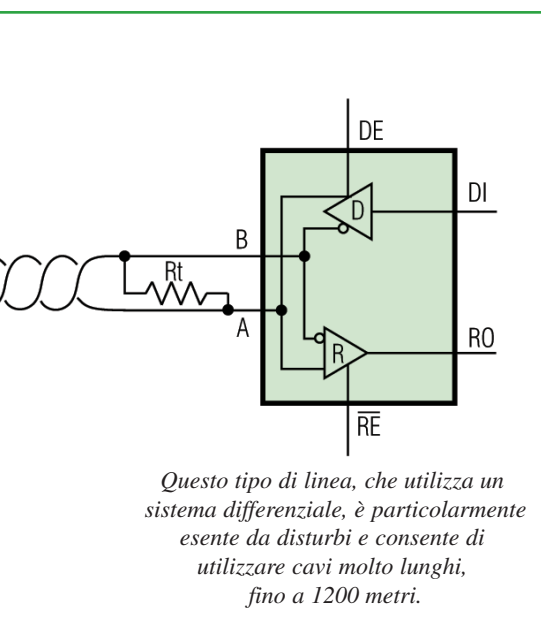 DE
D
DI
B
Rt
A
R
RO
RE
Questo tipo di linea, che utilizza un
sistema differenziale, è particolarmente
esente da disturbi e consente di
utilizzare cavi molto lunghi,
fino a 1200 metri.